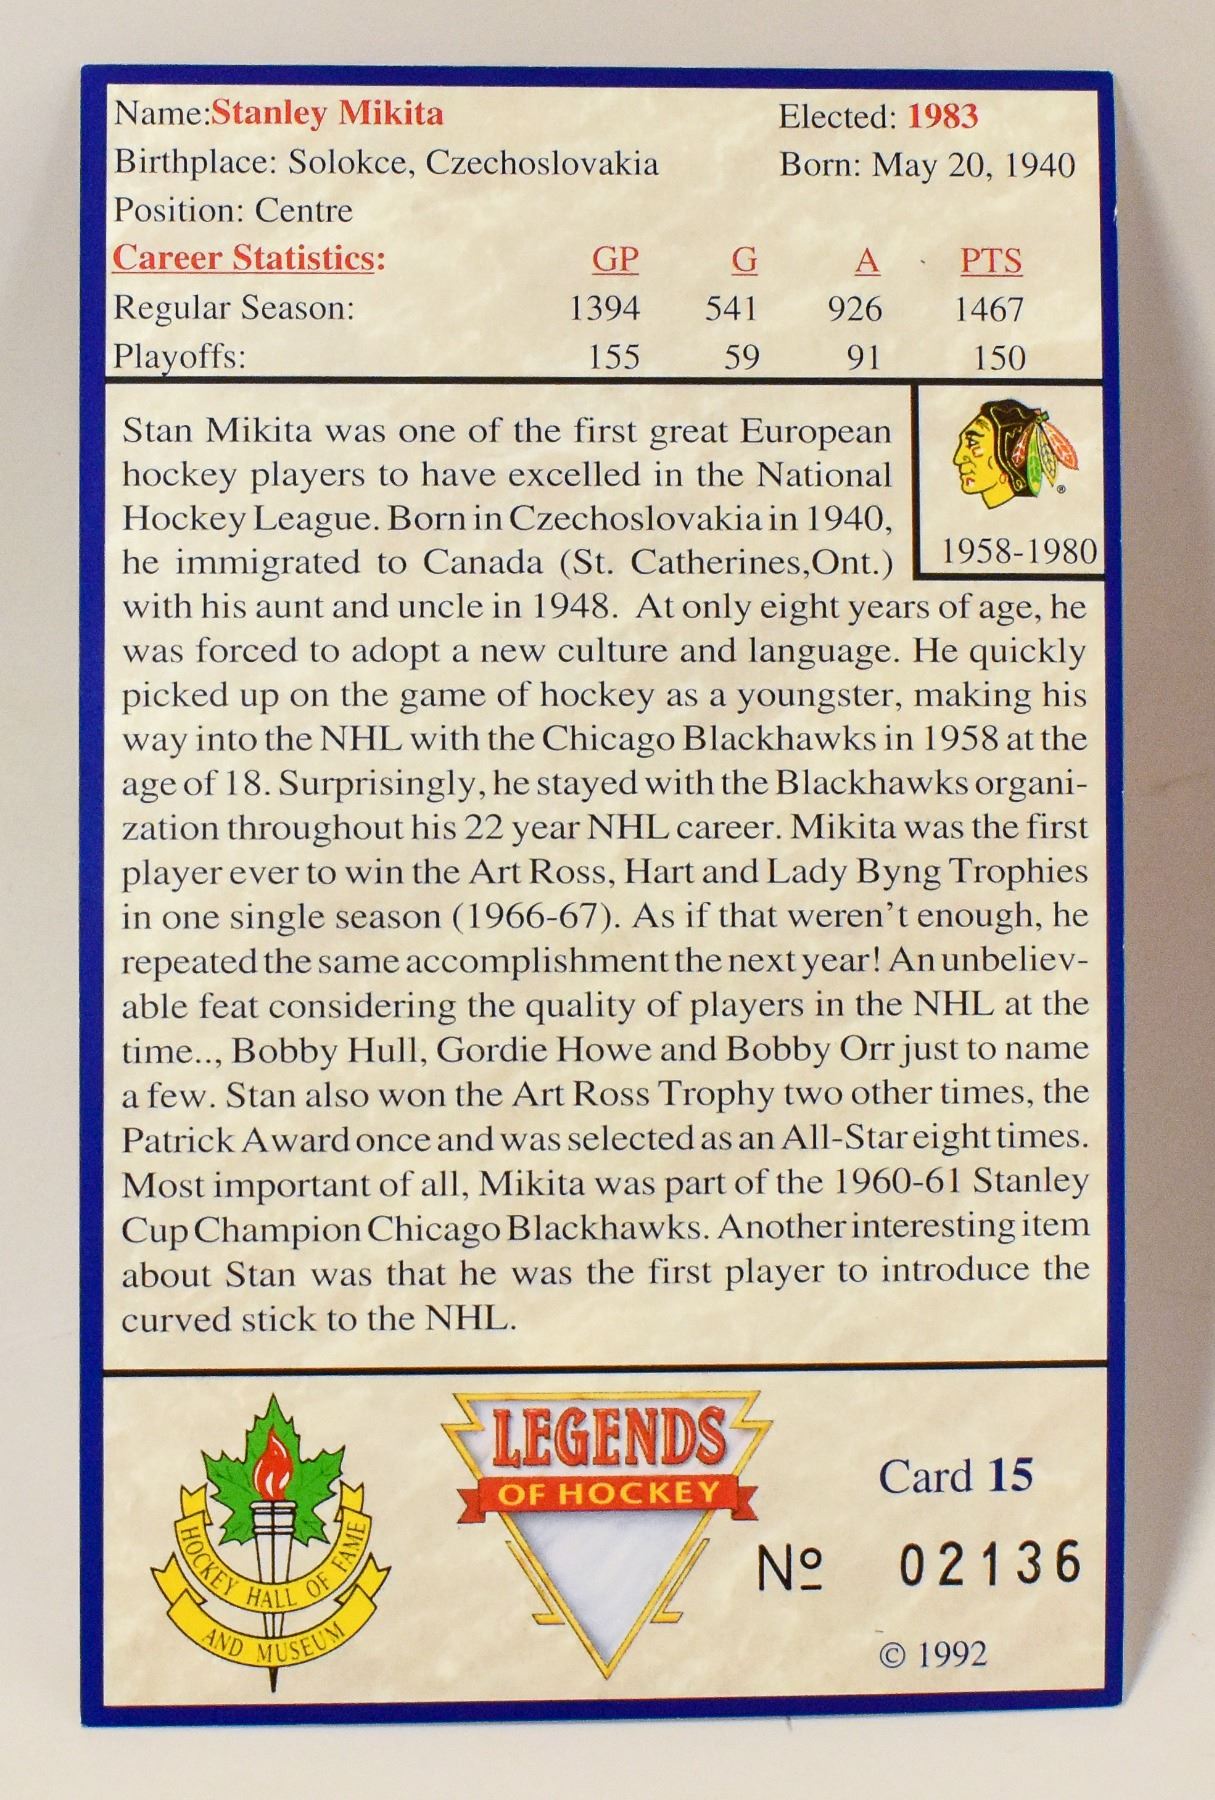 Name:Stanley Mikita Elected: 1983
Birthplace: Solokce, Czechoslovakia Born: May 20, 1940
Position: Centre
Career Statistics: GP G A PTS
Regular Season: 1394 541 926 1467
Playoffs: 155 59 91 150
Stan Mikita was one of the first great European
hockey players to have excelled in the National
Hockey League. Born in Czechoslovakia in 1940,
he immigrated to Canada (St. Catherines,Ont.)
1958-1980
with his aunt and uncle in 1948. At only eight years of age, he
was forced to adopt a new culture and language. He quickly
picked up on the game of hockey as a youngster, making his
way into the NHL with the Chicago Blackhawks in 1958 at the
age of 18. Surprisingly, he stayed with the Blackhawks organi-
zation throughout his 22 year NHL career. Mikita was the first
player ever to win the Art Ross, Hart and Lady Byng Trophies
in one single season (1966-67). As if that weren't enough, he
repeated the same accomplishment the next year! An unbeliev-
able feat considering the quality of players in the NHL at the
time.., Bobby Hull, Gordie Howe and Bobby Orr just to name
a few. Stan also won the Art Ross Trophy two other times, the
Patrick Award once and was selected as an All-Star eight times.
Most important of all, Mikita was part of the 1960-61 Stanley
Cup Champion Chicago Blackhawks. Another interesting item
about Stan was that he was the first player to introduce the
curved stick to the NHL.
HOCKEY HALL OF FAME
AND MUSEUM
LEGENDS
OF HOCKEY
Card 15
Nº 02136
© 1992